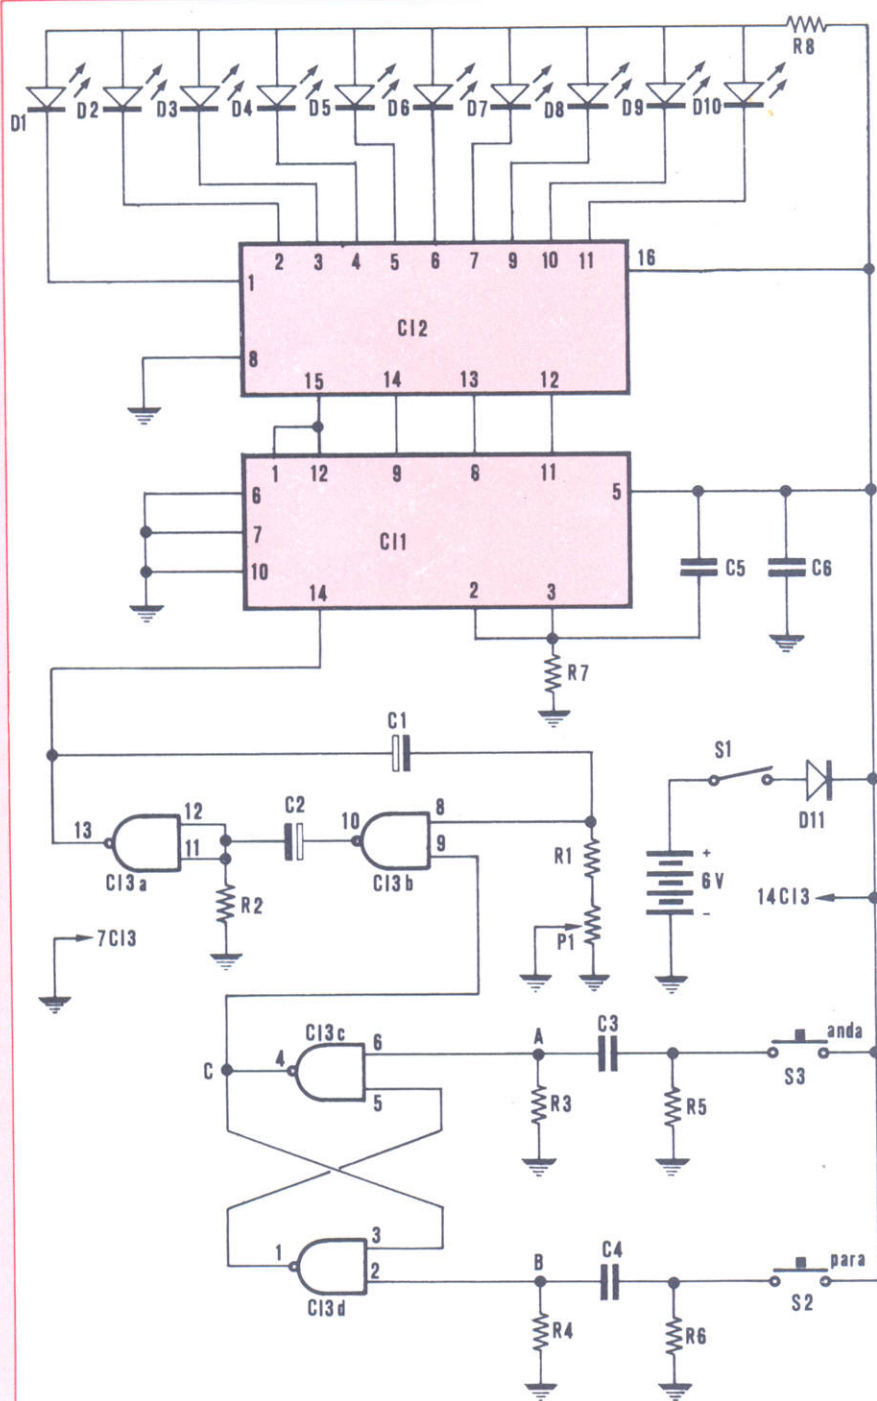 R8
D1 D2 D3 D4 D5 D6 D7 D8 D9 D10
2 3 4 5 6 7 9 10 11
1 16
CI2
8
15 14 13 12
1 12 9 8 11
6 5
7
CI1
10
14 2 3
C5 C6
R7
C1
S1
D11
+
6V
-
14CI3
12
13
11
CI3a
C2
10
8
9
CI3b
R1
R2
P1
7CI3
CI3c
6
4
5
C
A
C3
anda
S3
R3
R5
3
1
2
CI3d
B
C4
para
S2
R4
R6